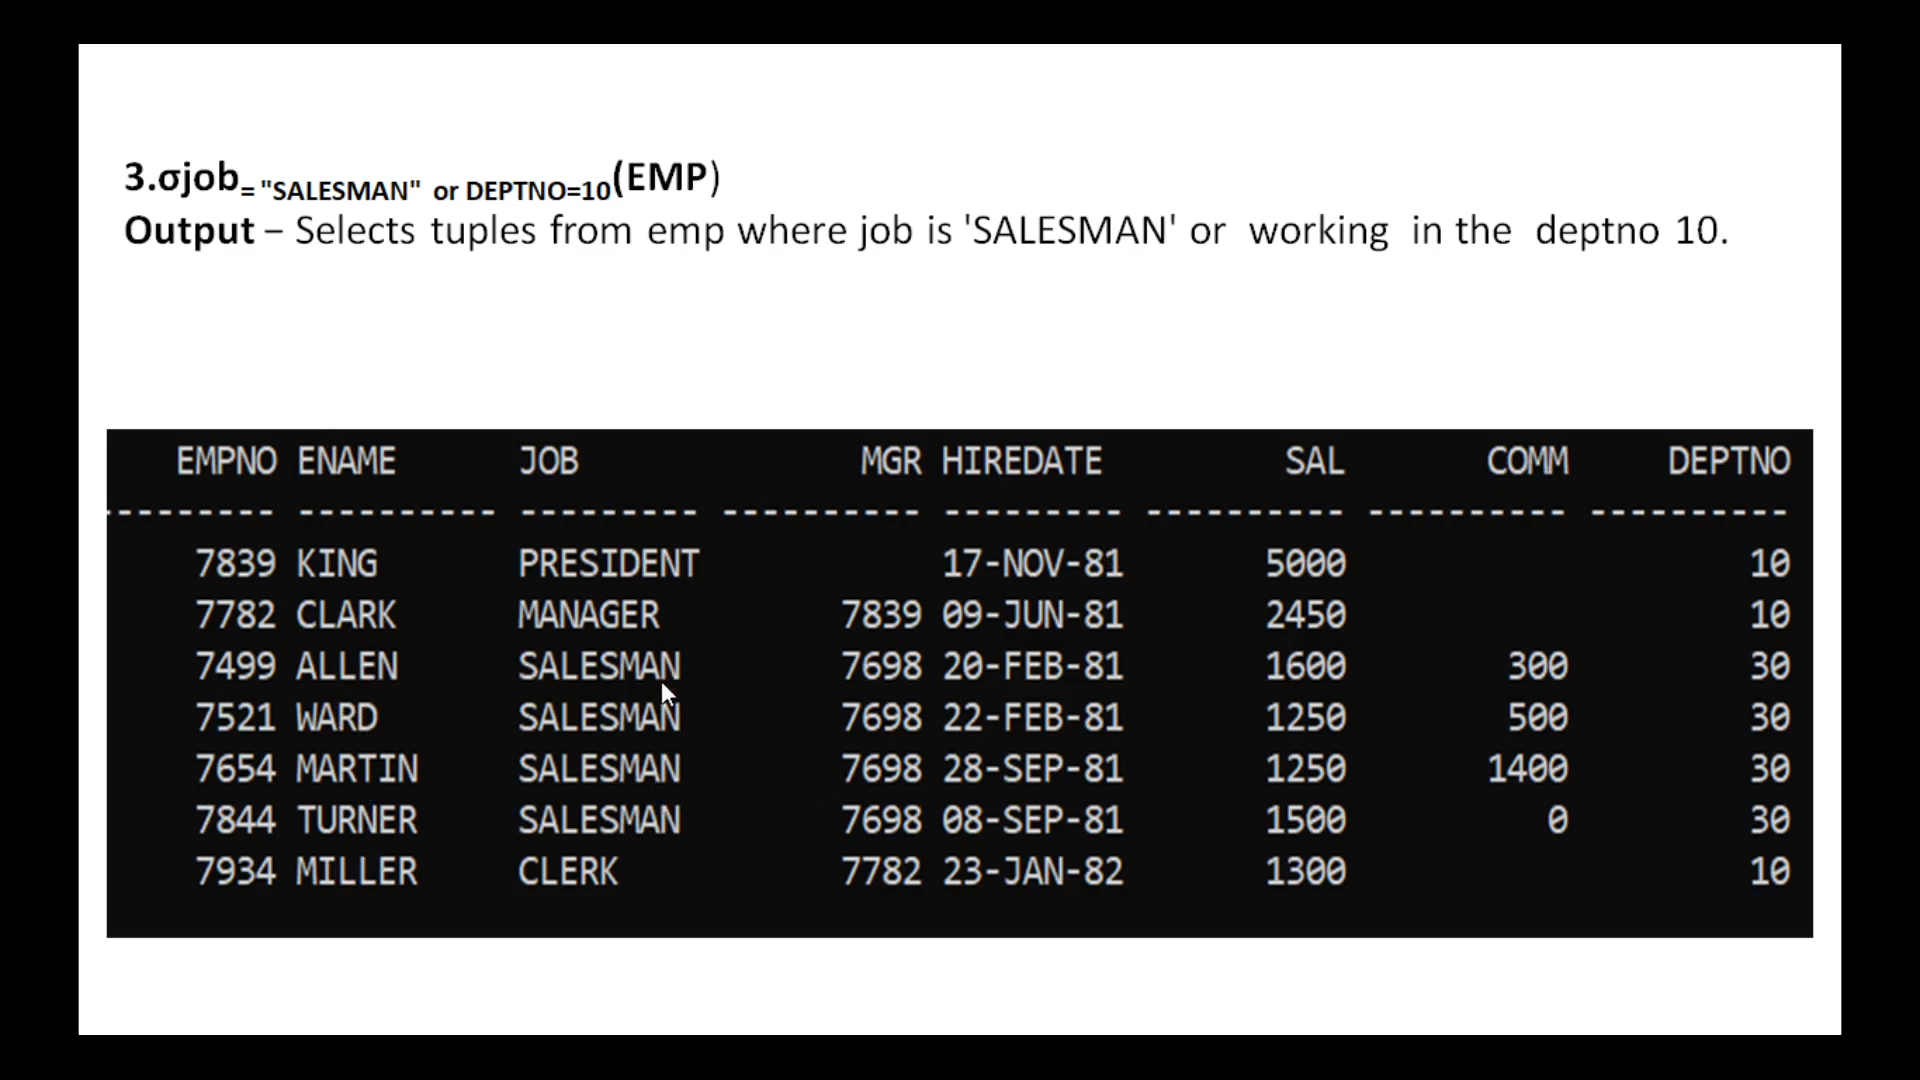 3.σjob= "SALESMAN" or DEPTNO=10(EMP)
Output – Selects tuples from emp where job is 'SALESMAN' or working in the deptno 10.
EMPNO ENAME JOB MGR HIREDATE SAL COMM DEPTNO
--------- ---------- --------- ---------- --------- ---------- ---------- ----------
7839 KING PRESIDENT 17-NOV-81 5000 10
7782 CLARK MANAGER 7839 09-JUN-81 2450 10
7499 ALLEN SALESMAN 7698 20-FEB-81 1600 300 30
7521 WARD SALESMAN 7698 22-FEB-81 1250 500 30
7654 MARTIN SALESMAN 7698 28-SEP-81 1250 1400 30
7844 TURNER SALESMAN 7698 08-SEP-81 1500 0 30
7934 MILLER CLERK 7782 23-JAN-82 1300 10